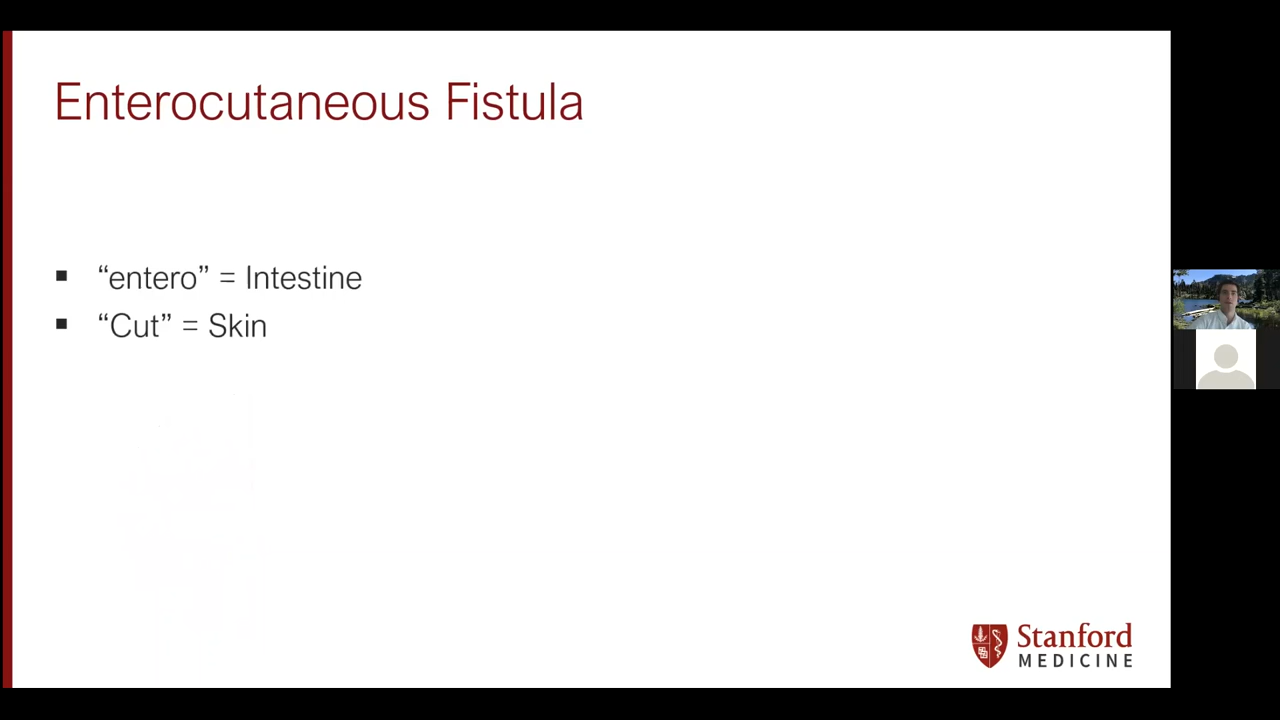 Enterocutaneous Fistula
▪ “entero” = Intestine
▪ “Cut” = Skin
Stanford
MEDICINE